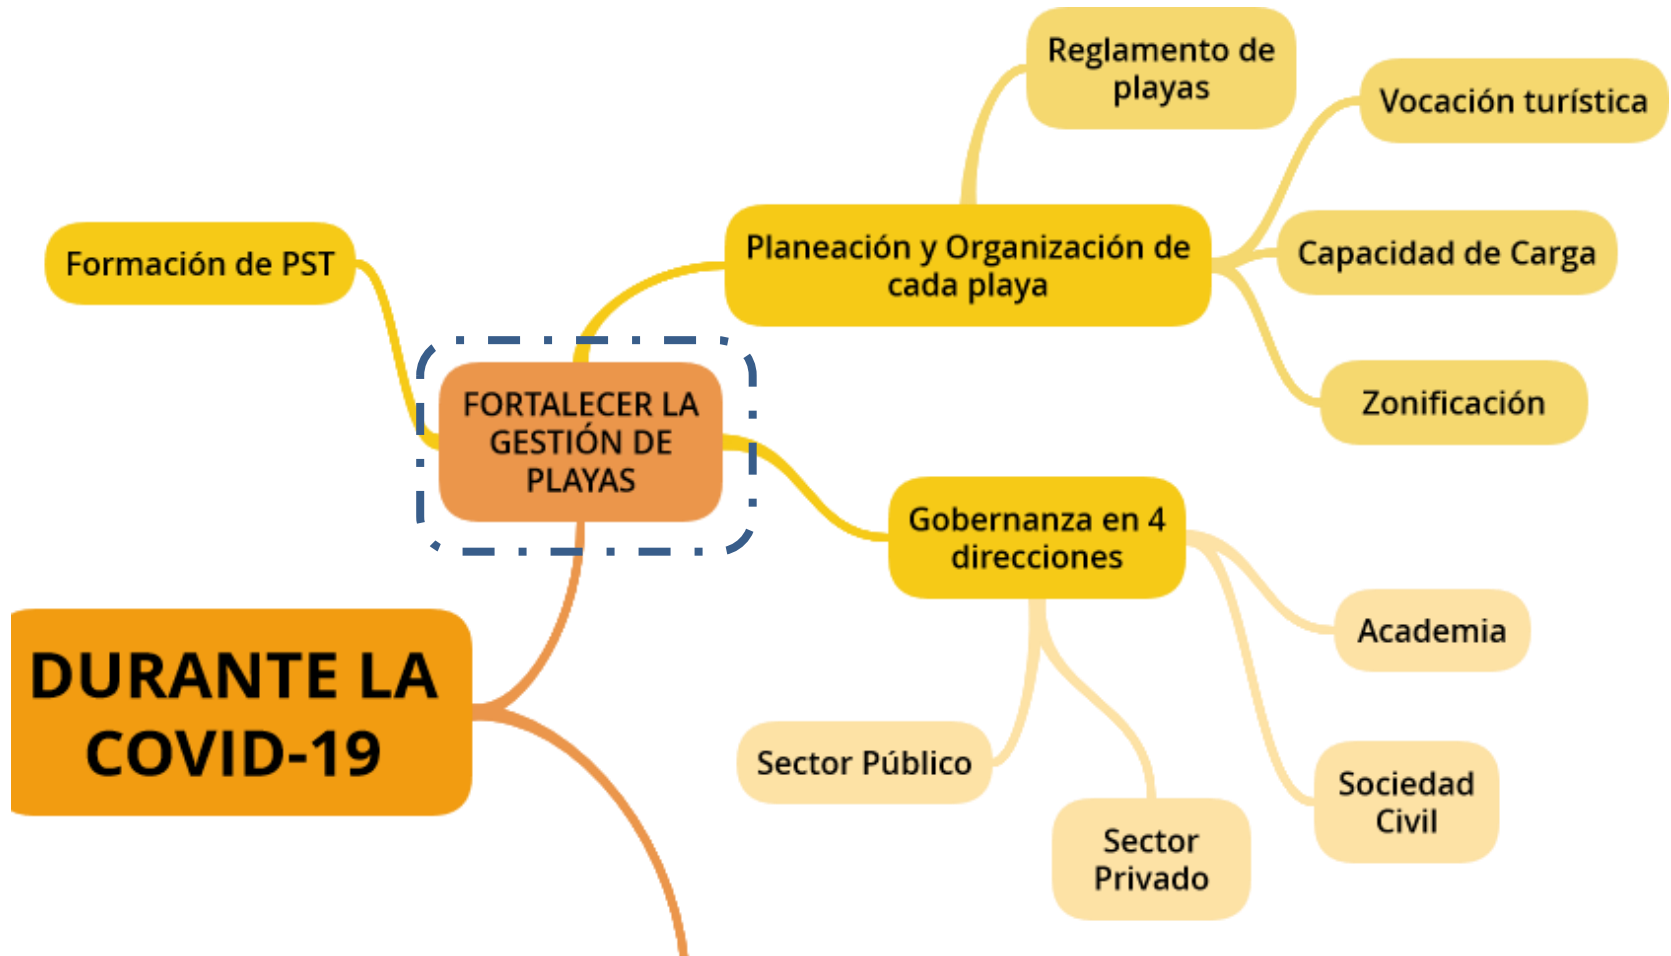 Reglamento de
playas
Vocación turística
Planeación y Organización de
cada playa
Capacidad de Carga
Zonificación
Formación de PST
FORTALECER LA
GESTIÓN DE
PLAYAS
Gobernanza en 4
direcciones
Academia
Sociedad
Civil
Sector Público
Sector
Privado
DURANTE LA
COVID-19